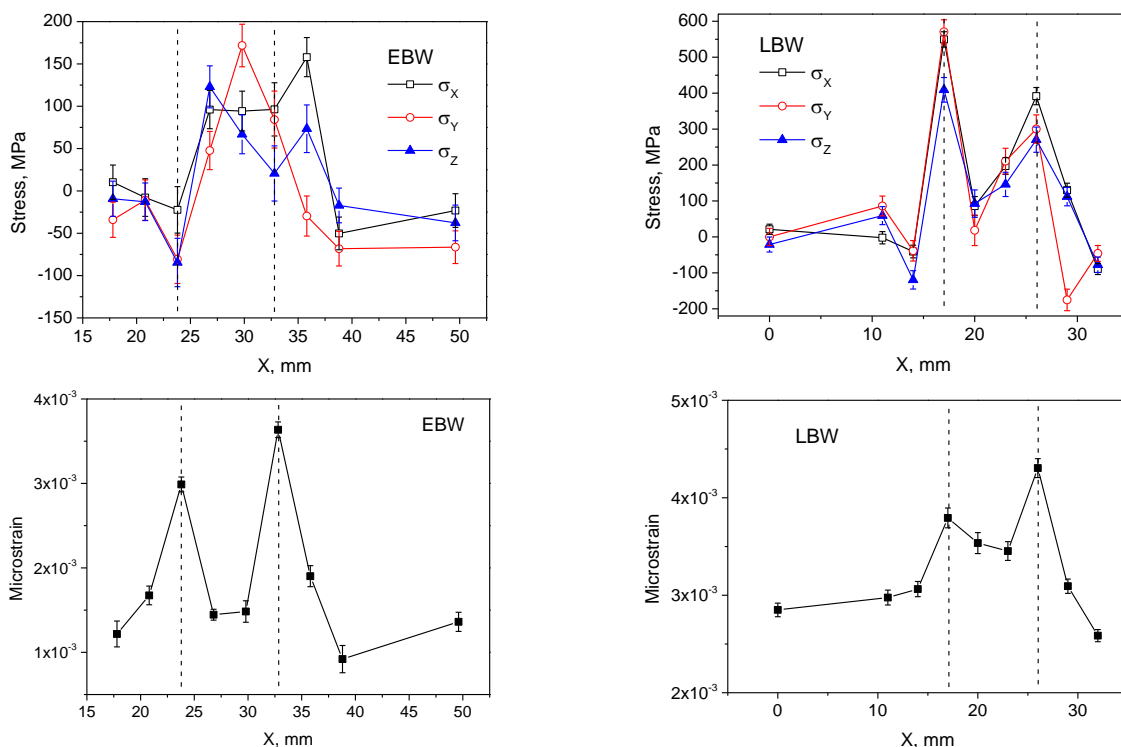 200
150
100
50
0
-50
-100
-150
Stress, MPa
EBW
σX
σY
σZ
15 20 25 30 35 40 45 50
X, mm
600
500
400
300
200
100
0
-100
-200
Stress, MPa
LBW
σX
σY
σZ
0 10 20 30
X, mm
4x10-3
3x10-3
2x10-3
1x10-3
Microstrain
EBW
15 20 25 30 35 40 45 50
X, mm
5x10-3
4x10-3
3x10-3
2x10-3
Microstrain
LBW
0 10 20 30
X, mm